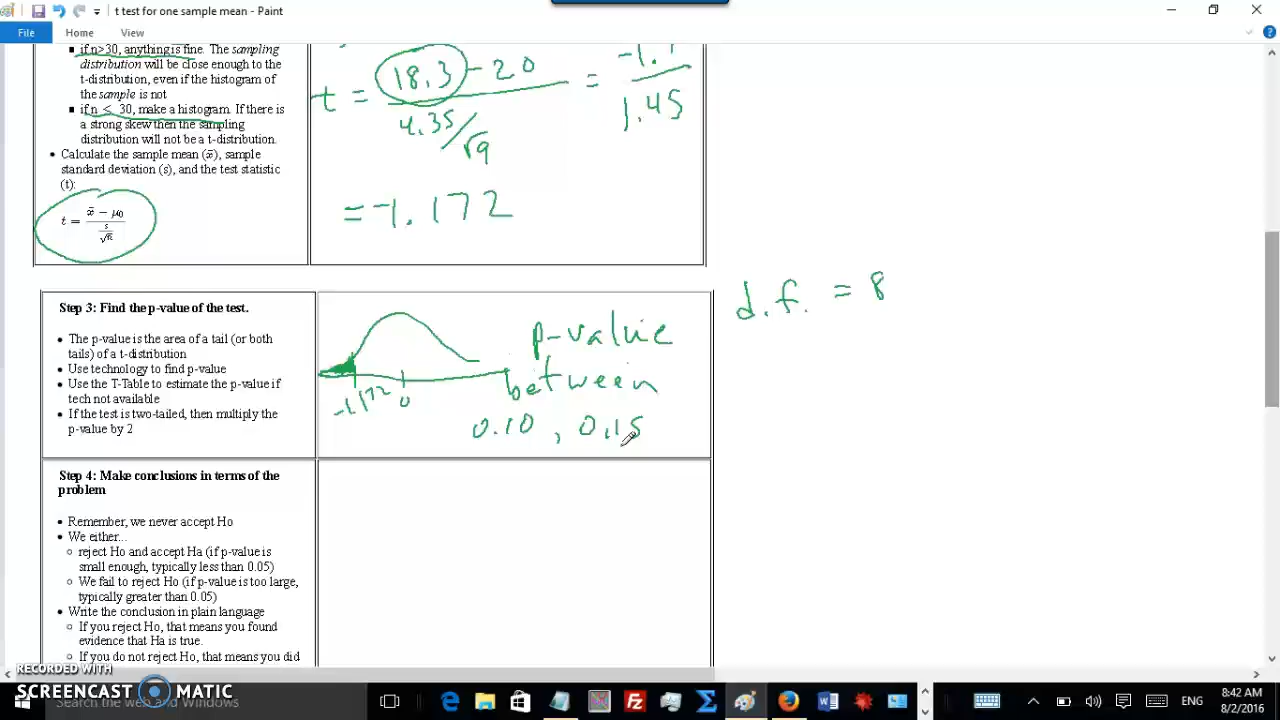 t test for one sample mean - Paint
File Home View
▪ if n>30, anything is fine. The sampling
distribution will be close enough to the
t-distribution, even if the histogram of
the sample is not
▪ if n ≤ 30, make a histogram. If there is
a strong skew then the sampling
distribution will not be a t-distribution.
• Calculate the sample mean (x̄), sample
standard deviation (s), and the test statistic
(t):
t = x̄ − μ0 / s/√n
t = 18.3 - 20 / 4.35/√9 = / 1.45
= -1.172
d.f. = 8
Step 3: Find the p-value of the test.
• The p-value is the area of a tail (or both
tails) of a t-distribution
• Use technology to find p-value
• Use the T-Table to estimate the p-value if
tech not available
• If the test is two-tailed, then multiply the
p-value by 2
-1.172 0
p-value
between
0.10 , 0.15
Step 4: Make conclusions in terms of the
problem
• Remember, we never accept Ho
• We either...
○ reject Ho and accept Ha (if p-value is
small enough, typically less than 0.05)
○ We fail to reject Ho (if p-value is too large,
typically greater than 0.05)
• Write the conclusion in plain language
○ If you reject Ho, that means you found
evidence that Ha is true.
○ If you do not reject Ho, that means you did
RECORDED WITH
SCREENCAST MATIC
Search the web and Windows
ENG
8:42 AM
8/2/2016